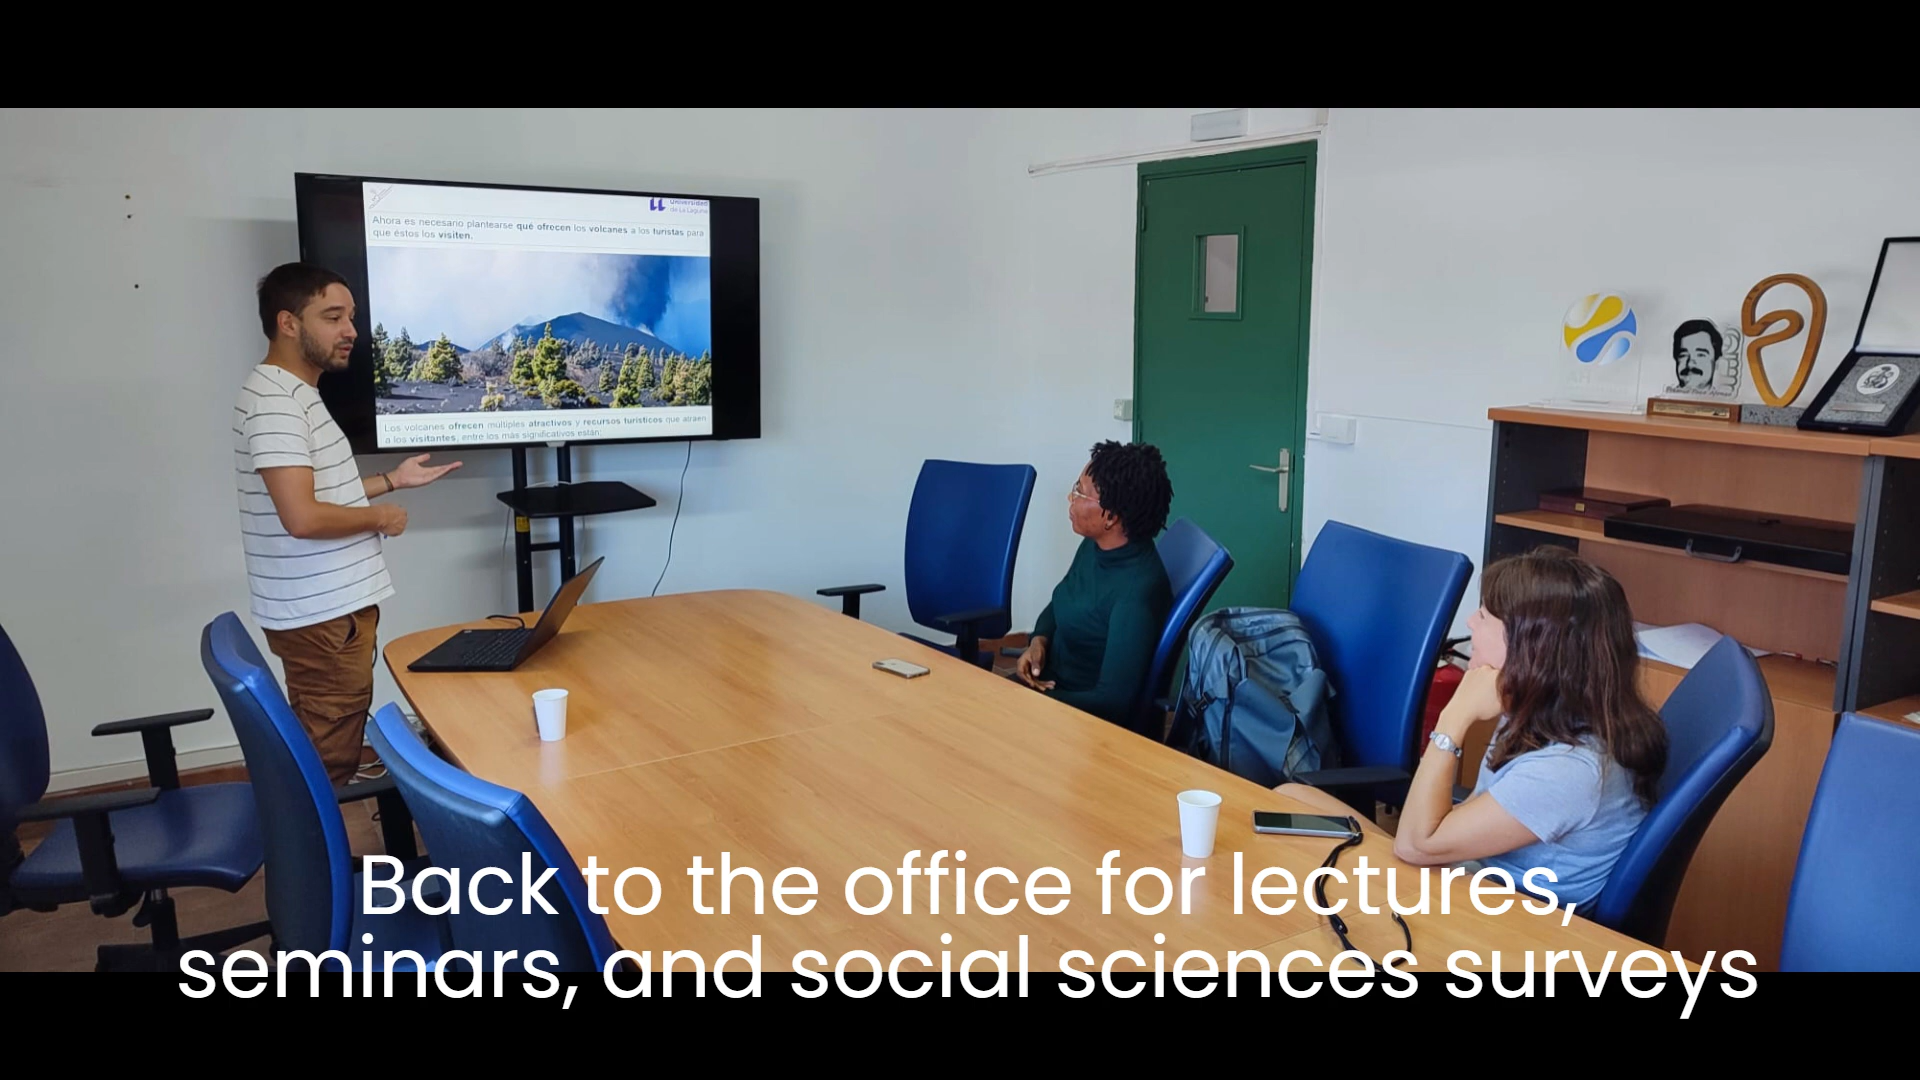 Universidad
de La Laguna
Ahora es necesario plantearse qué ofrecen los volcanes a los turistas para
que éstos los visiten.
Los volcanes ofrecen múltiples atractivos y recursos turísticos que atraen
a los visitantes, entre los más significativos están:
Back to the office for lectures,
seminars, and social sciences surveys